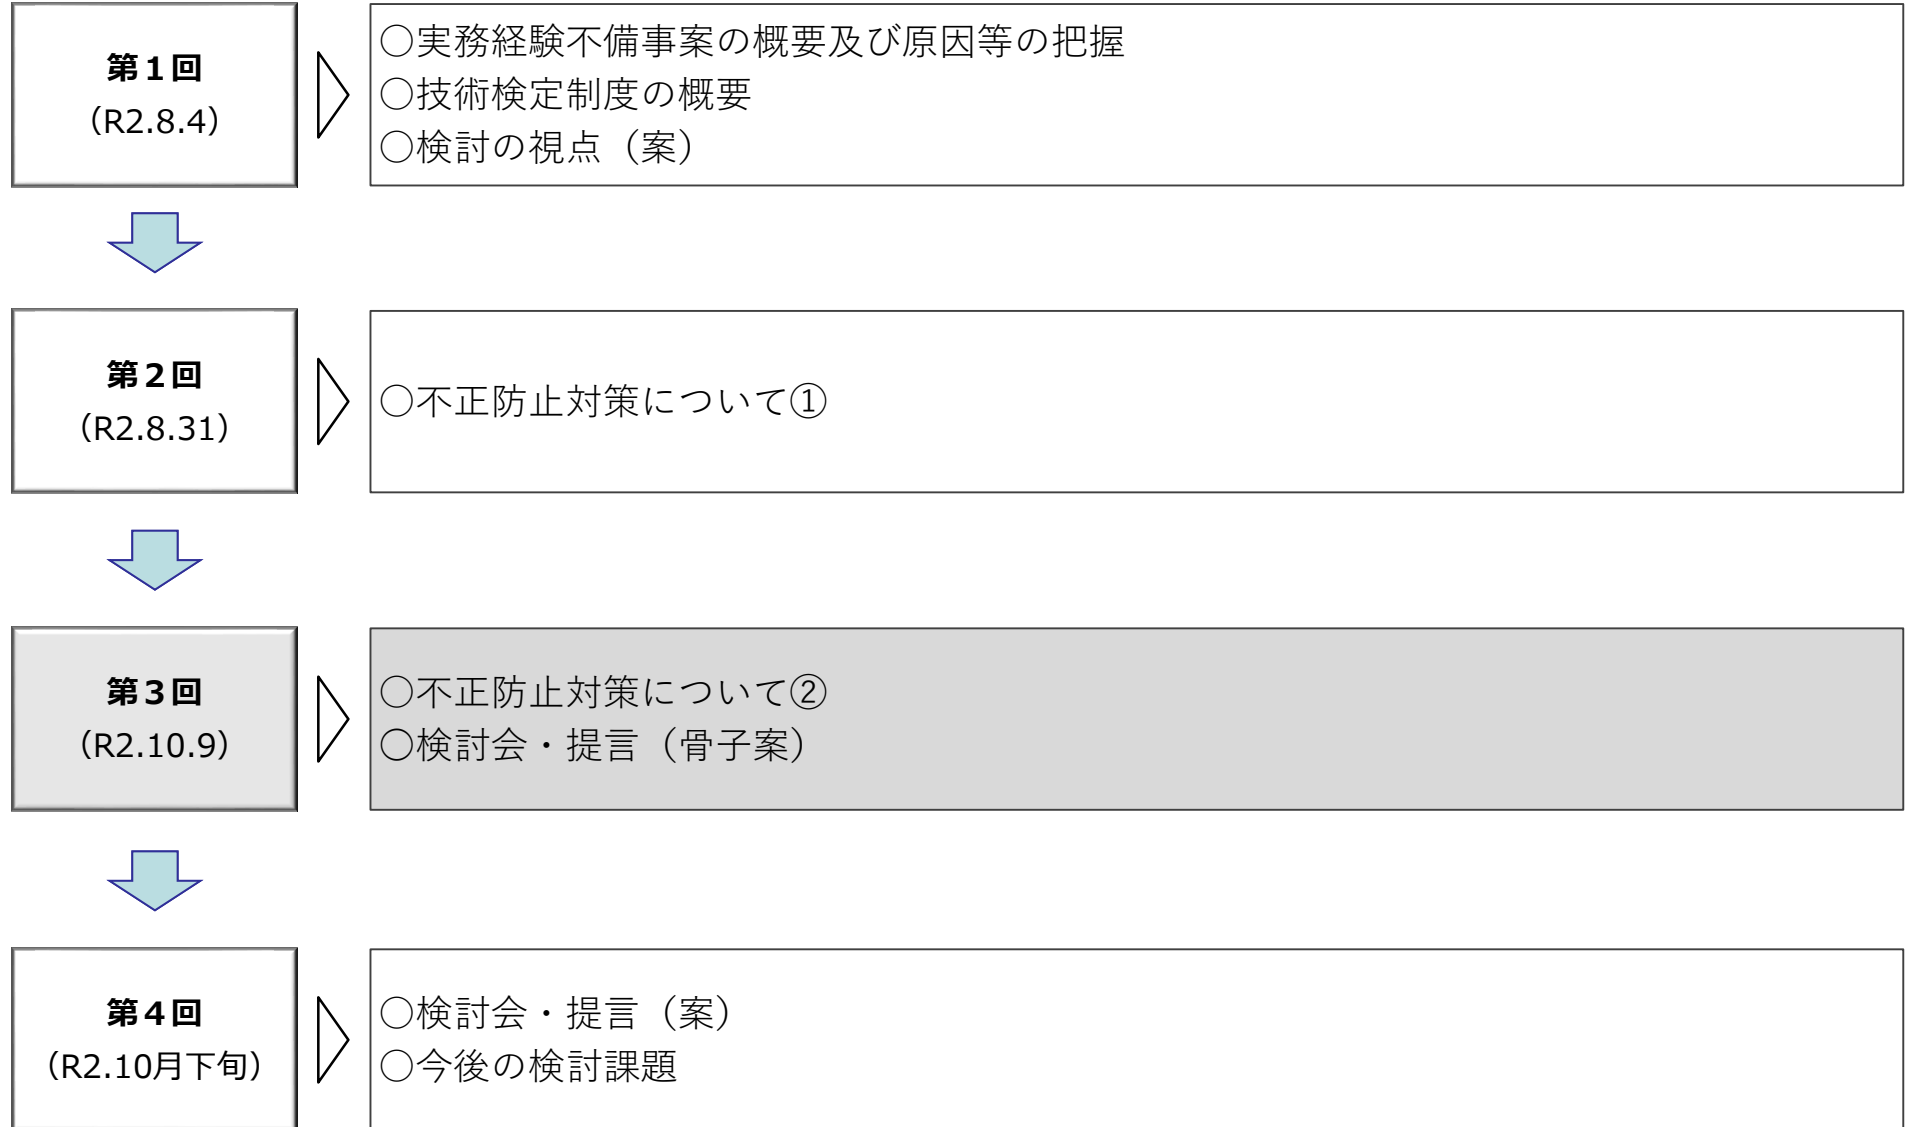 第１回
（R2.8.4）
○実務経験不備事案の概要及び原因等の把握
○技術検定制度の概要
○検討の視点（案）
第２回
（R2.8.31）
○不正防止対策について①
第３回
（R2.10.9）
○不正防止対策について②
○検討会・提言（骨子案）
第４回
（R2.10月下旬）
○検討会・提言（案）
○今後の検討課題